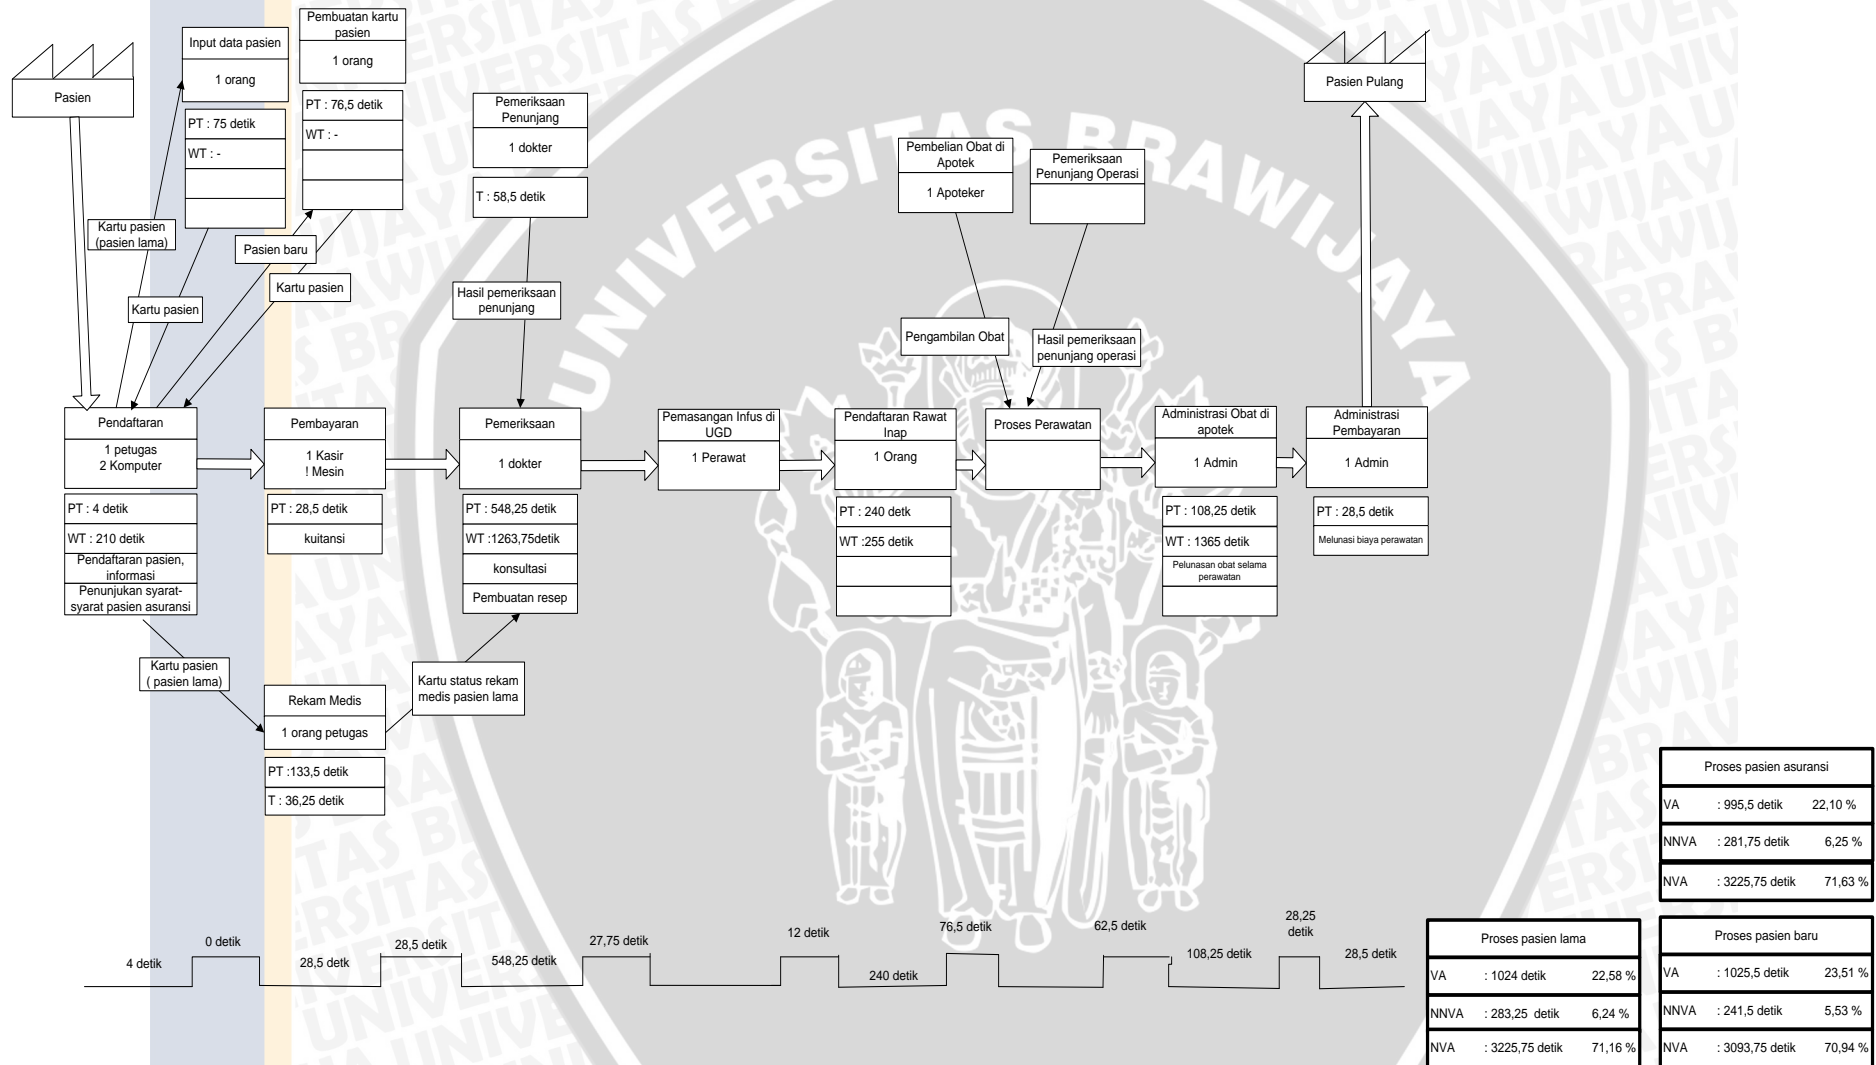 Pasien
Input data pasien
1 orang
PT : 75 detik
WT : -
Pembuatan kartu
pasien
1 orang
PT : 76,5 detik
WT : -
Pemeriksaan
Penunjang
1 dokter
T : 58,5 detik
Pembelian Obat di
Apotek
1 Apoteker
Pemeriksaan
Penunjang Operasi
Pasien Pulang
UNIVERSITAS BRAWIJAYA
Kartu pasien
(pasien lama)
Pasien baru
Kartu pasien
Kartu pasien
Hasil pemeriksaan
penunjang
Pengambilan Obat
Hasil pemeriksaan
penunjang operasi
Pendaftaran
1 petugas
2 Komputer
PT : 4 detik
WT : 210 detik
Pendaftaran pasien,
informasi
Penunjukan syarat-
syarat pasien asuransi
Pembayaran
1 Kasir
! Mesin
PT : 28,5 detik
kuitansi
Pemeriksaan
1 dokter
PT : 548,25 detik
WT :1263,75detik
konsultasi
Pembuatan resep
Pemasangan Infus di
UGD
1 Perawat
Pendaftaran Rawat
Inap
1 Orang
PT : 240 detk
WT :255 detik
Proses Perawatan
Administrasi Obat di
apotek
1 Admin
PT : 108,25 detik
WT : 1365 detik
Pelunasan obat selama
perawatan
Administrasi
Pembayaran
1 Admin
PT : 28,5 detik
Melunasi biaya perawatan
Kartu pasien
( pasien lama)
Rekam Medis
1 orang petugas
PT :133,5 detik
T : 36,25 detik
Kartu status rekam
medis pasien lama
4 detik
0 detik
28,5 detk
28,5 detik
548,25 detik
27,75 detik
12 detik
240 detik
76,5 detik
62,5 detik
108,25 detik
28,25
detik
28,5 detik
Proses pasien asuransi
VA : 995,5 detik 22,10 %
NNVA : 281,75 detik 6,25 %
NVA : 3225,75 detik 71,63 %
Proses pasien lama
VA : 1024 detik 22,58 %
NNVA : 283,25 detik 6,24 %
NVA : 3225,75 detik 71,16 %
Proses pasien baru
VA : 1025,5 detik 23,51 %
NNVA : 241,5 detik 5,53 %
NVA : 3093,75 detik 70,94 %